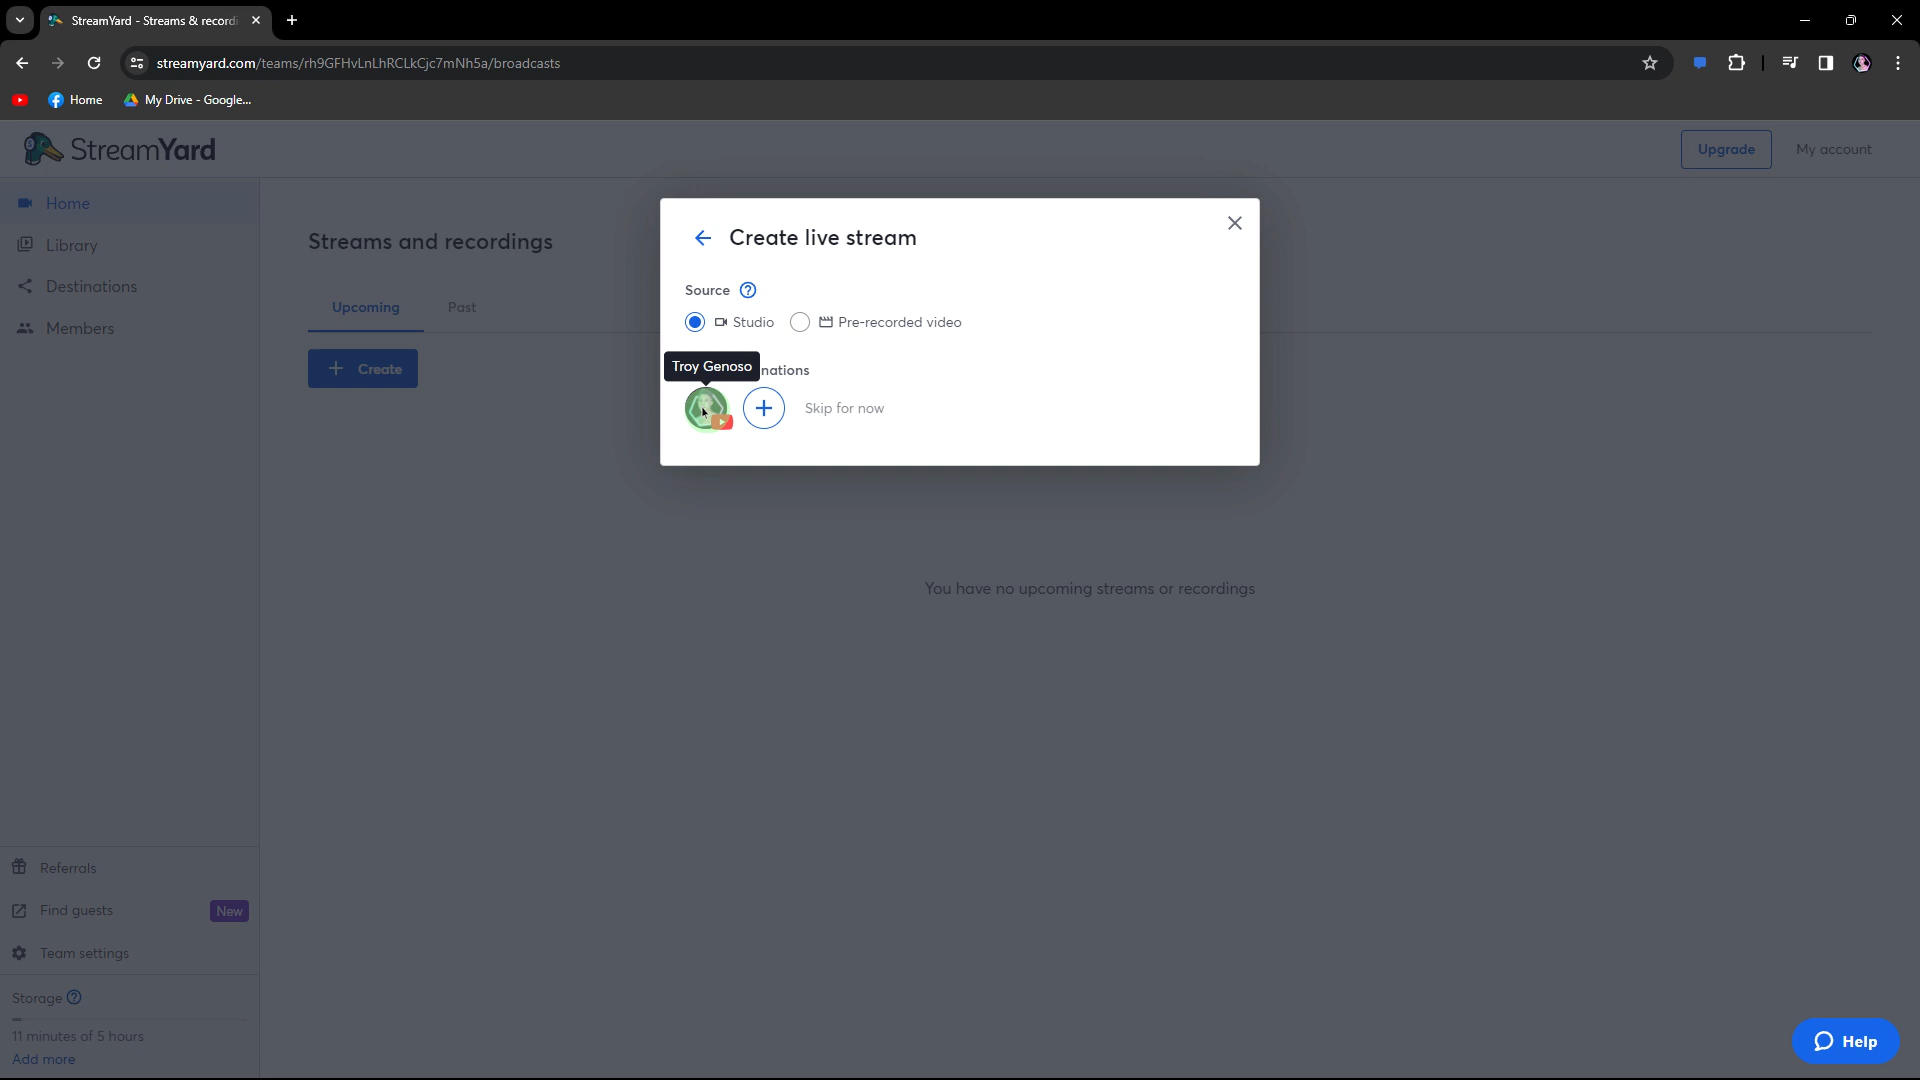 StreamYard - Streams & recordi
streamyard.com/teams/rh9GFHvLnLhRCLkCjc7mNh5a/broadcasts
Home
My Drive - Google...
StreamYard
Upgrade
My account
Home
Library
Destinations
Members
Streams and recordings
Upcoming
Past
Create
Create live stream
Source
Studio
Pre-recorded video
Troy Genoso
nations
Skip for now
You have no upcoming streams or recordings
Referrals
Find guests
New
Team settings
Storage
11 minutes of 5 hours
Add more
Help